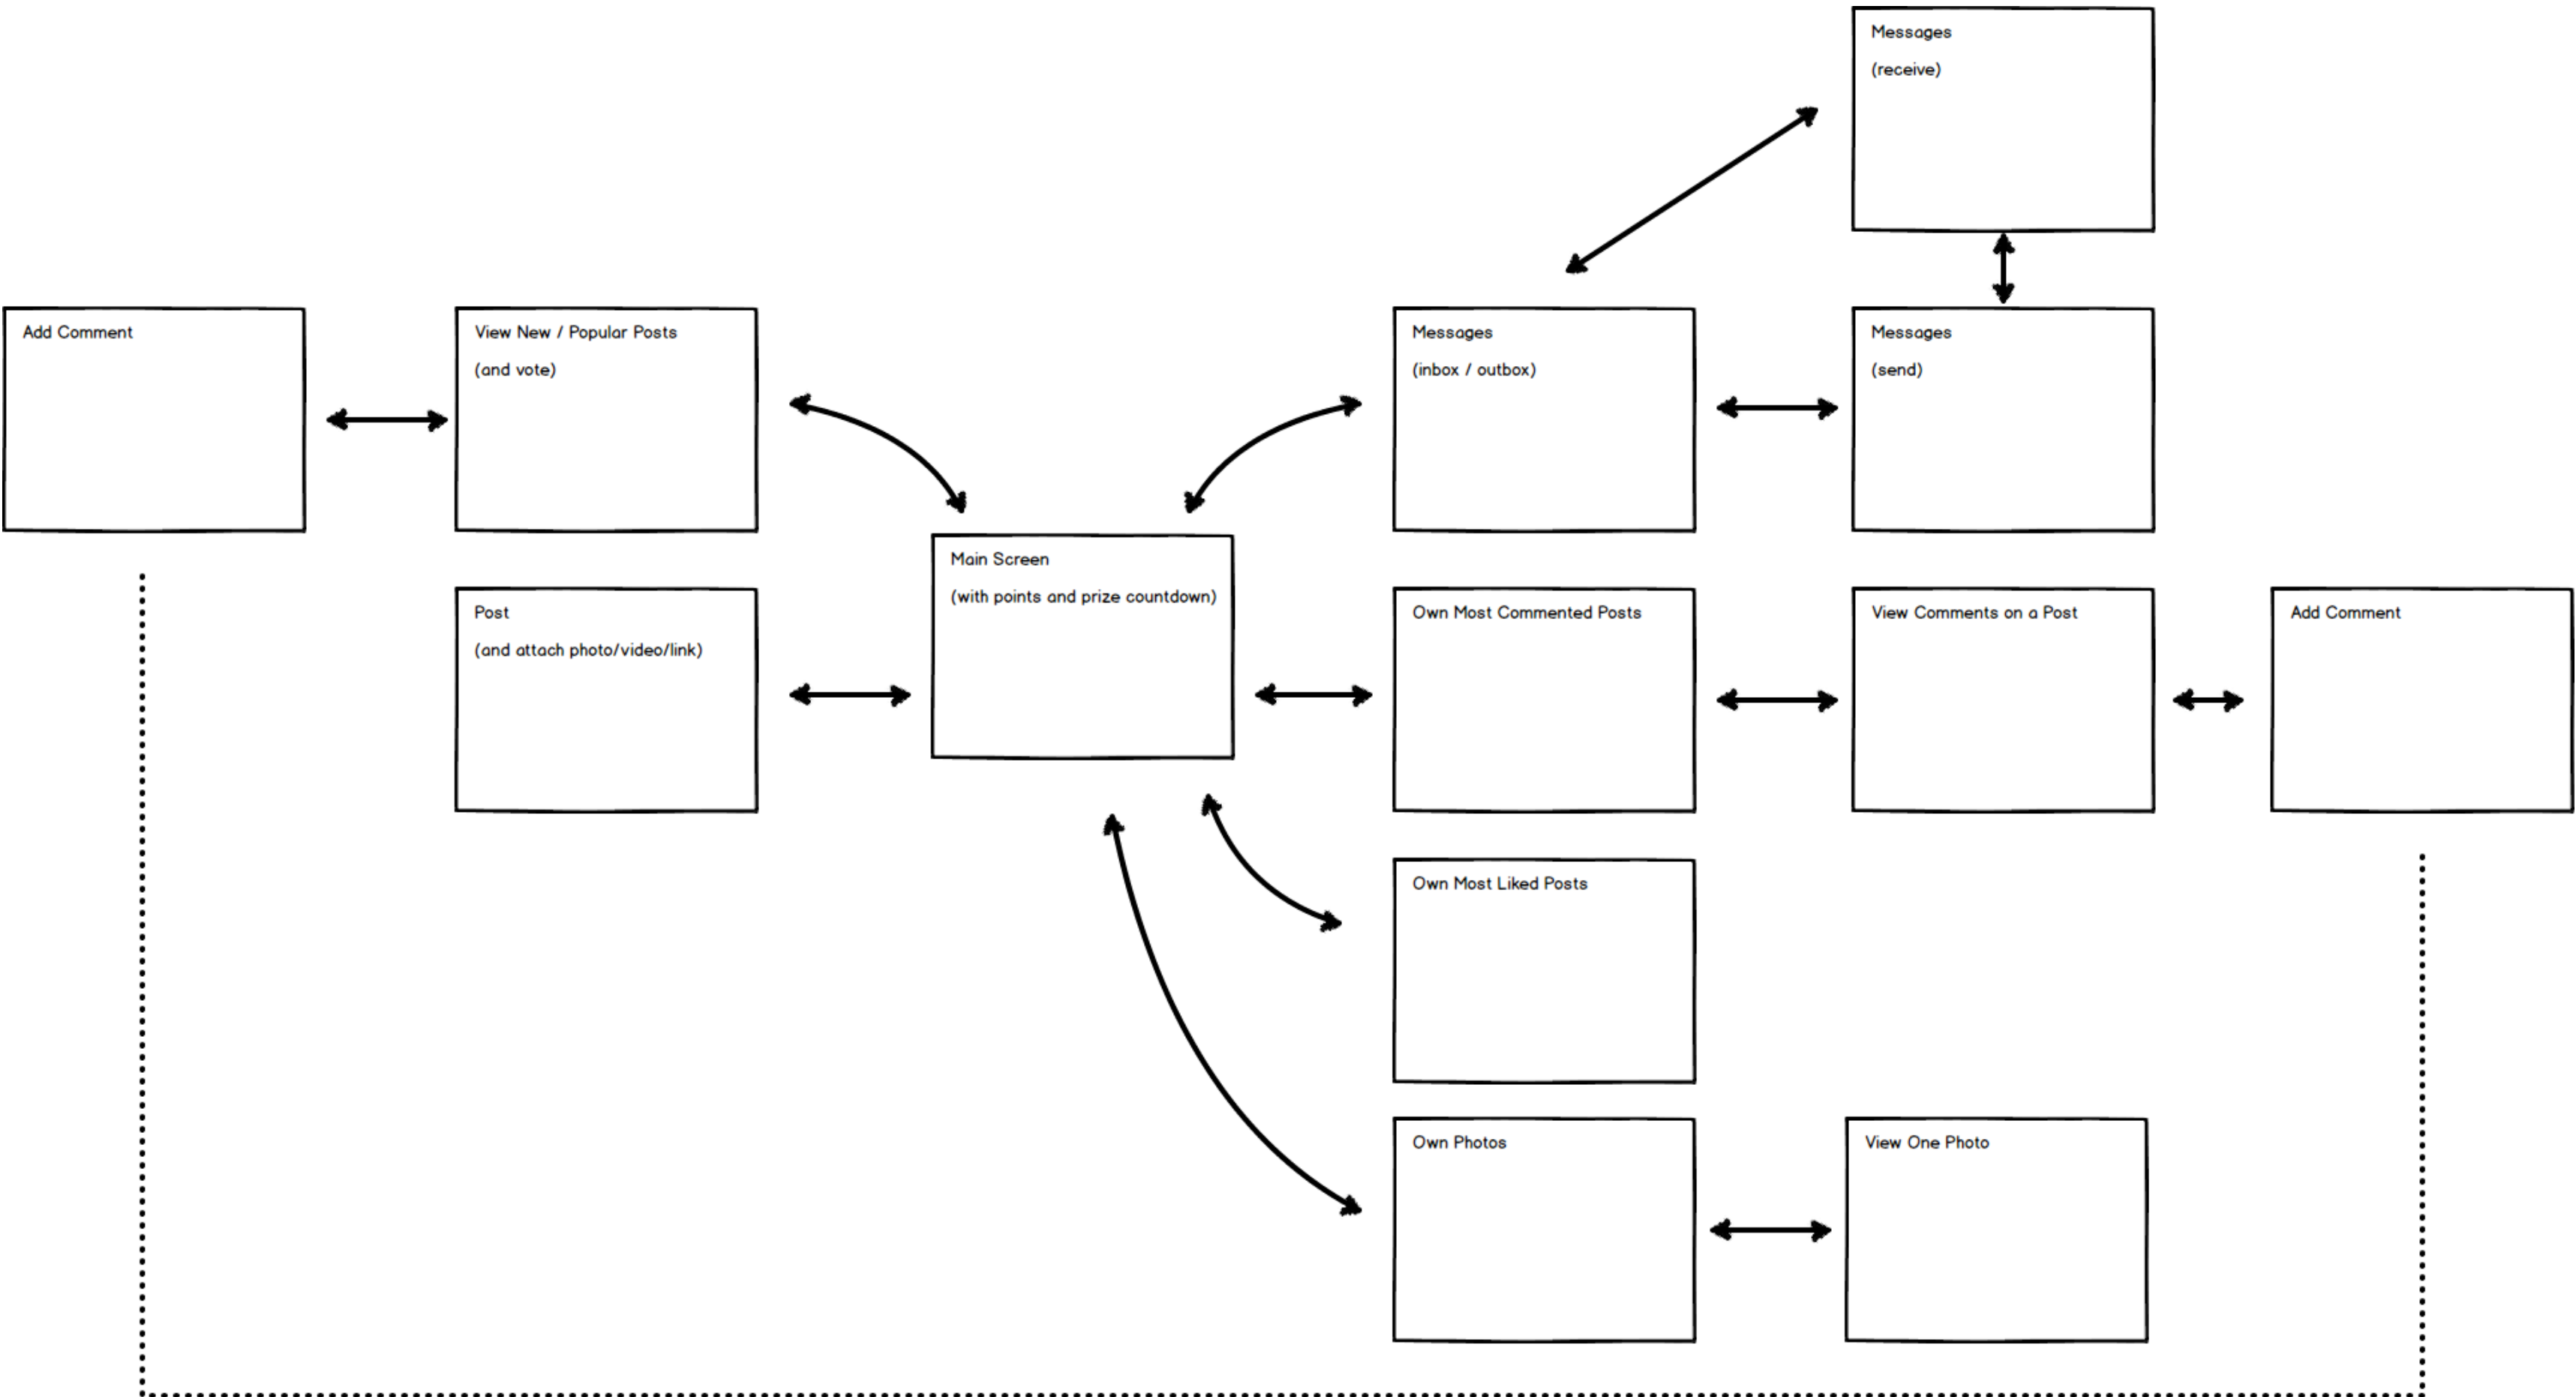 Messages
(receive)
Add Comment
View New / Popular Posts
(and vote)
Messages
(inbox / outbox)
Messages
(send)
Main Screen
(with points and prize countdown)
Post
(and attach photo/video/link)
Own Most Commented Posts
View Comments on a Post
Add Comment
Own Most Liked Posts
Own Photos
View One Photo